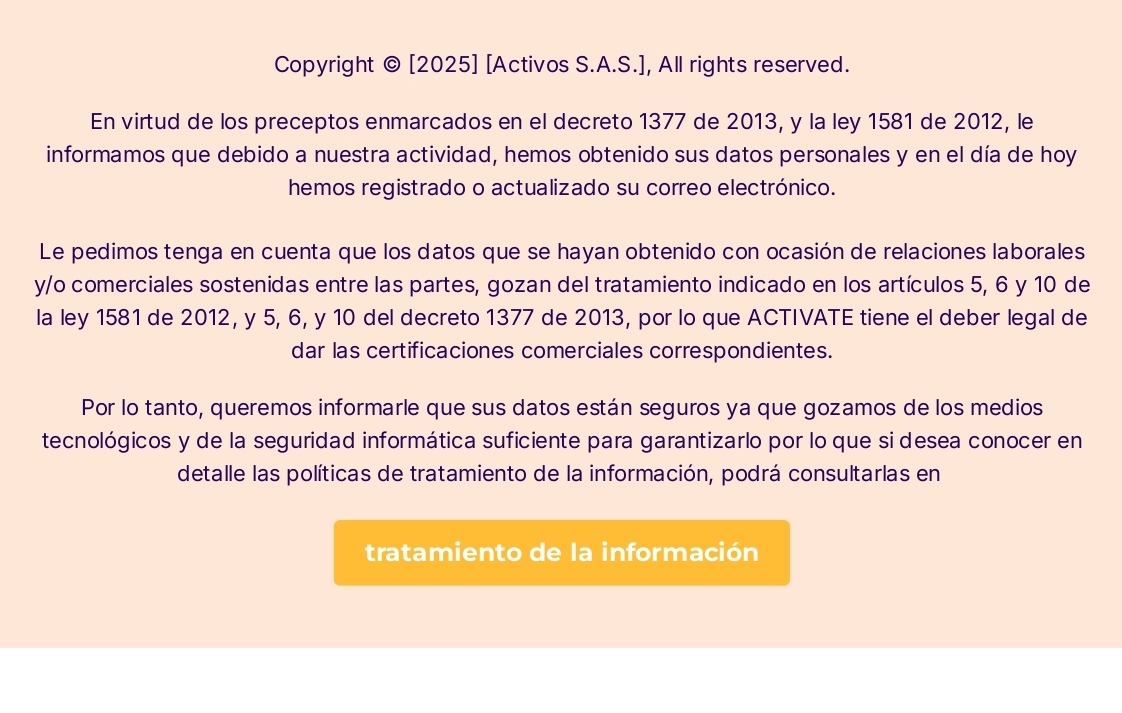 Copyright © [2025] [Activos S.A.S.], All rights reserved.
En virtud de los preceptos enmarcados en el decreto 1377 de 2013, y la ley 1581 de 2012, le
informamos que debido a nuestra actividad, hemos obtenido sus datos personales y en el día de hoy
hemos registrado o actualizado su correo electrónico.
Le pedimos tenga en cuenta que los datos que se hayan obtenido con ocasión de relaciones laborales
y/o comerciales sostenidas entre las partes, gozan del tratamiento indicado en los artículos 5, 6 y 10 de
la ley 1581 de 2012, y 5, 6, y 10 del decreto 1377 de 2013, por lo que ACTIVATE tiene el deber legal de
dar las certificaciones comerciales correspondientes.
Por lo tanto, queremos informarle que sus datos están seguros ya que gozamos de los medios
tecnológicos y de la seguridad informática suficiente para garantizarlo por lo que si desea conocer en
detalle las políticas de tratamiento de la información, podrá consultarlas en
tratamiento de la información